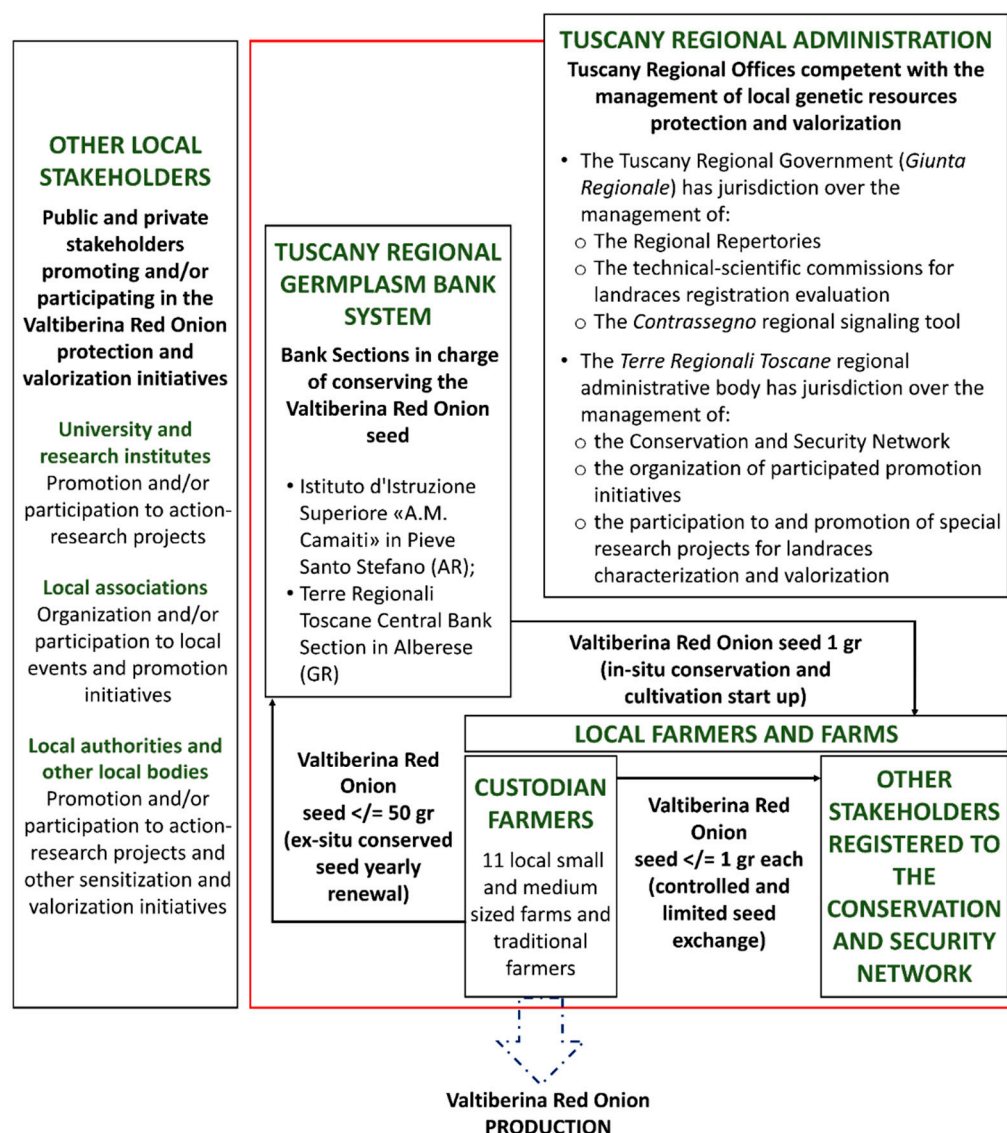 OTHER LOCAL
STAKEHOLDERS
Public and private
stakeholders
promoting and/or
participating in the
Valtiberina Red Onion
protection and
valorization initiatives
University and
research institutes
Promotion and/or
participation to action-
research projects
Local associations
Organization and/or
participation to local
events and promotion
initiatives
Local authorities and
other local bodies
Promotion and/or
participation to action-
research projects and
other sensitization and
valorization initiatives
TUSCANY REGIONAL
GERMPLASM BANK
SYSTEM
Bank Sections in charge
of conserving the
Valtiberina Red Onion
seed
• Istituto d'Istruzione
Superiore «A.M.
Camaiti» in Pieve
Santo Stefano (AR);
• Terre Regionali
Toscane Central Bank
Section in Alberese
(GR)
TUSCANY REGIONAL ADMINISTRATION
Tuscany Regional Offices competent with the
management of local genetic resources
protection and valorization
• The Tuscany Regional Government (Giunta
Regionale) has jurisdiction over the
management of:
o The Regional Repertories
o The technical-scientific commissions for
landraces registration evaluation
o The Contrassegno regional signaling tool
• The Terre Regionali Toscane regional
administrative body has jurisdiction over the
management of:
o the Conservation and Security Network
o the organization of participated promotion
initiatives
o the participation to and promotion of special
research projects for landraces
characterization and valorization
Valtiberina Red Onion seed 1 gr
(in-situ conservation and
cultivation start up)
LOCAL FARMERS AND FARMS
Valtiberina Red
Onion
seed </= 50 gr
(ex-situ conserved
seed yearly
renewal)
CUSTODIAN
FARMERS
11 local small
and medium
sized farms and
traditional
farmers
Valtiberina Red
Onion
seed </= 1 gr each
(controlled and
limited seed
exchange)
OTHER
STAKEHOLDERS
REGISTERED TO
THE
CONSERVATION
AND SECURITY
NETWORK
Valtiberina Red Onion
PRODUCTION